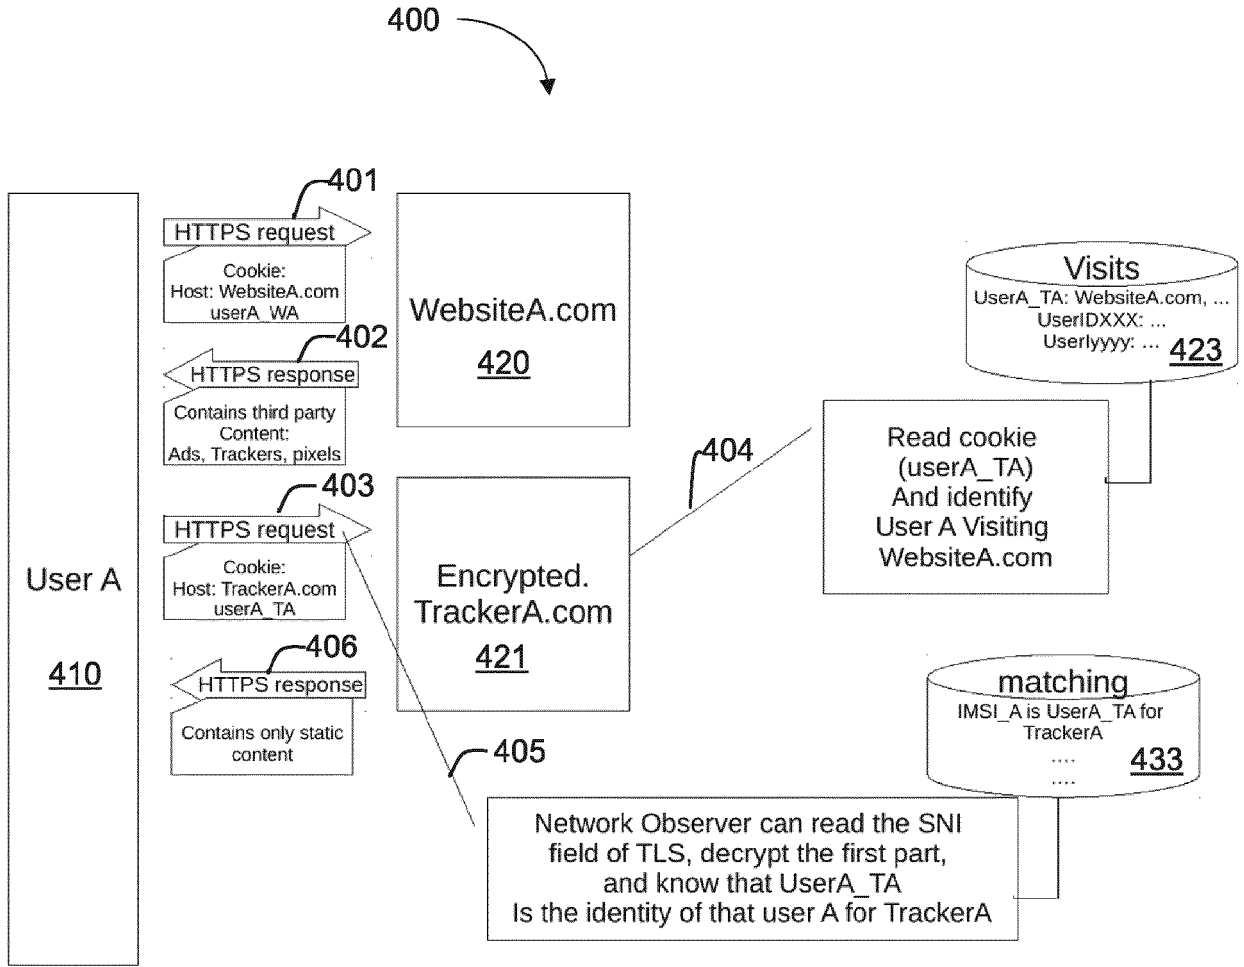 400
401
HTTPS request
Cookie:
Host: WebsiteA.com
userA_WA
402
HTTPS response
Contains third party
Content:
Ads, Trackers, pixels
403
HTTPS request
Cookie:
Host: TrackerA.com
userA_TA
406
HTTPS response
Contains only static
content
User A
410
WebsiteA.com
420
Encrypted.
TrackerA.com
421
404
405
Visits
UserA_TA: WebsiteA.com, ...
UserIDXXX: ...
UserIyyyy: ...
423
Read cookie
(userA_TA)
And identify
User A Visiting
WebsiteA.com
matching
IMSI_A is UserA_TA for
TrackerA
....
....
433
Network Observer can read the SNI
field of TLS, decrypt the first part,
and know that UserA_TA
Is the identity of that user A for TrackerA